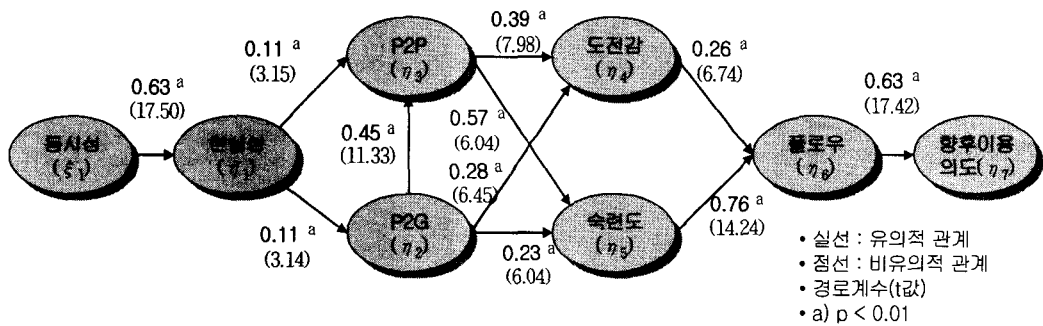 0.63 a
(17.50)
0.11 a
(3.15)
0.11 a
(3.14)
0.45 a
(11.33)
0.39 a
(7.98)
0.57 a
(6.04)
0.28 a
(6.45)
0.23 a
(6.04)
0.26 a
(6.74)
0.76 a
(14.24)
0.63 a
(17.42)
동시성
(ξ1)
현실성
(η1)
P2P
(η3)
P2G
(η2)
도전감
(η4)
숙련도
(η5)
플로우
(η6)
향후이용
의도(η7)
• 실선 : 유의적 관계
• 점선 : 비유의적 관계
• 경로계수(t값)
• a) p < 0.01